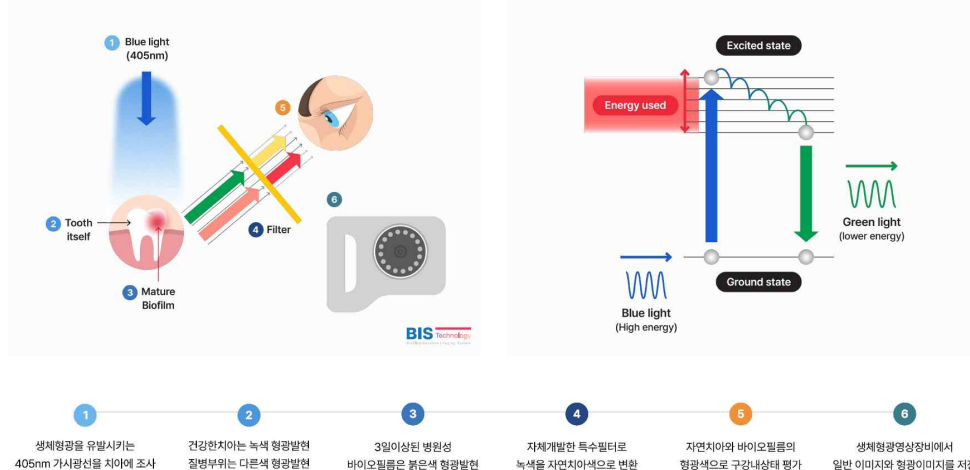 1 Blue light
(405nm)
5
6
2 Tooth
itself
4 Filter
3 Mature
Biofilm
BIS Technology
Excited state
Energy used
Green light
(lower energy)
Ground state
Blue light
(High energy)
1
생체형광을 유발시키는
405nm 가시광선을 치아에 조사
2
건강한치아는 녹색 형광발현
질병부위는 다른색 형광발현
3
3일이상된 병원성
바이오필름은 붉은색 형광발현
4
자체개발한 특수필터로
녹색을 자연치아색으로 변환
5
자연치아와 바이오필름의
형광색으로 구강내상태 평가
6
생체형광영상장비에서
일반 이미지와 형광이미지를 저